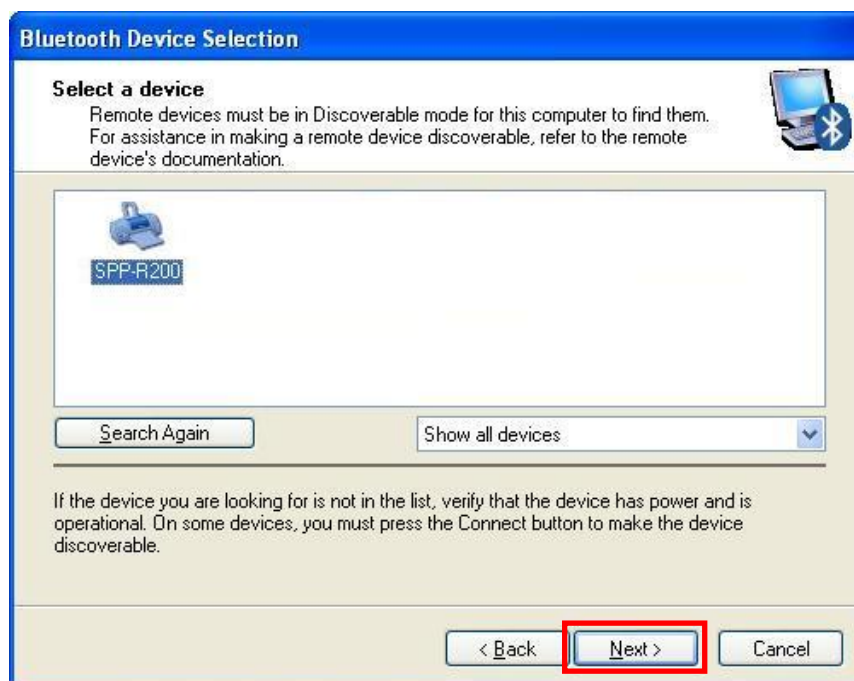 Bluetooth Device Selection
Select a device
Remote devices must be in Discoverable mode for this computer to find them.
For assistance in making a remote device discoverable, refer to the remote
device's documentation.
SPP-R200
Search Again
Show all devices
If the device you are looking for is not in the list, verify that the device has power and is
operational. On some devices, you must press the Connect button to make the device
discoverable.
< Back
Next >
Cancel